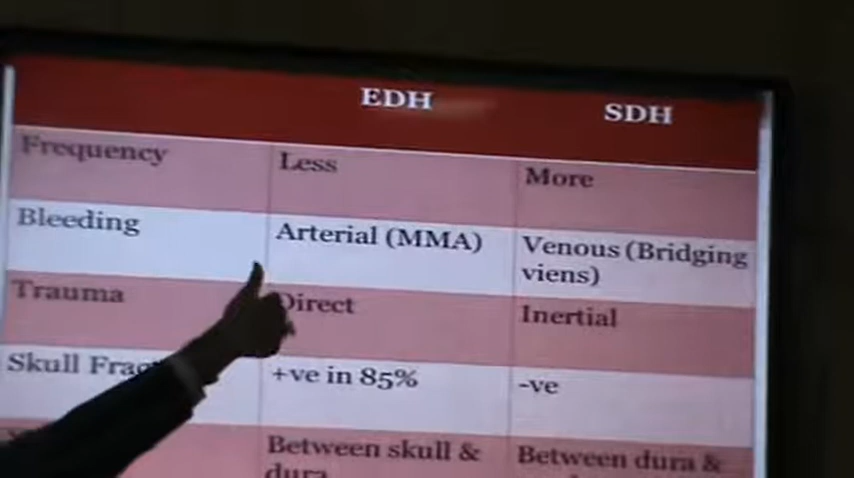 EDH SDH
Frequency Less More
Bleeding Arterial (MMA) Venous (Bridging
viens)
Trauma Direct Inertial
Skull +ve in 85% -ve
Between skull & Between dura &
dura